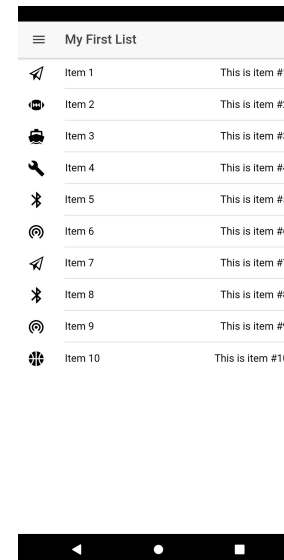 My First List
Item 1 This is item #
Item 2 This is item #
Item 3 This is item #
Item 4 This is item #
Item 5 This is item #
Item 6 This is item #
Item 7 This is item #
Item 8 This is item #
Item 9 This is item #
Item 10 This is item #1